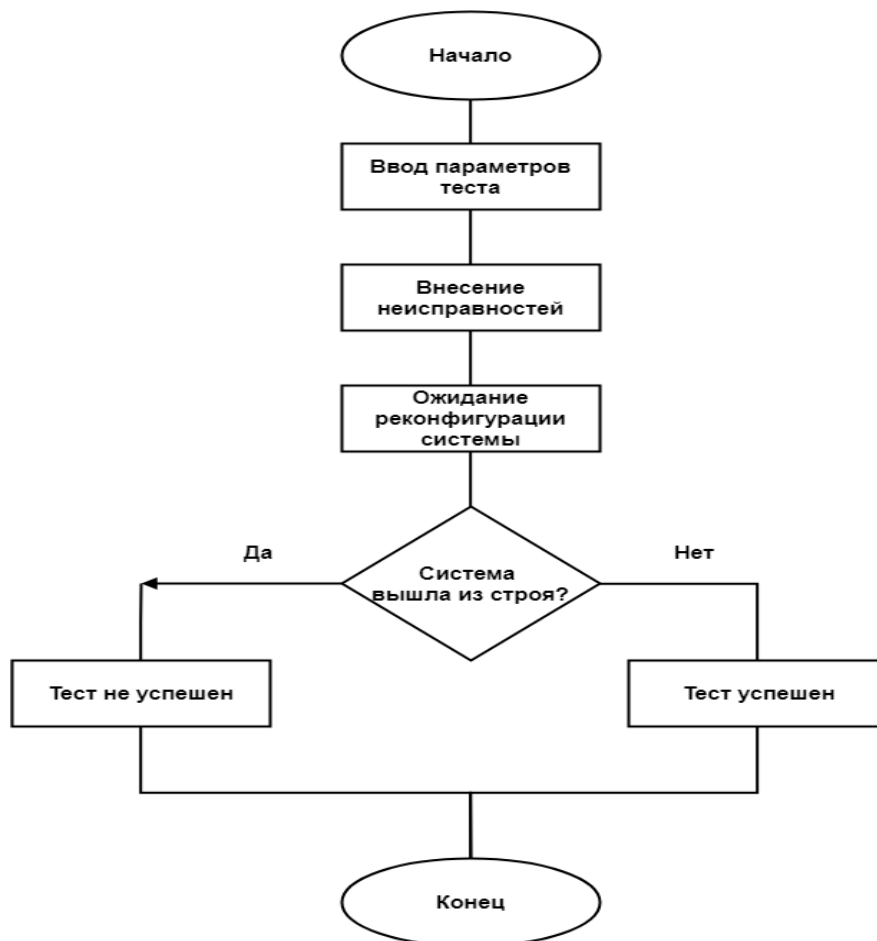 Начало
Ввод параметров
теста
Внесение
неисправностей
Ожидание
реконфигурации
системы
Да
Нет
Система
вышла из строя?
Тест не успешен
Тест успешен
Конец